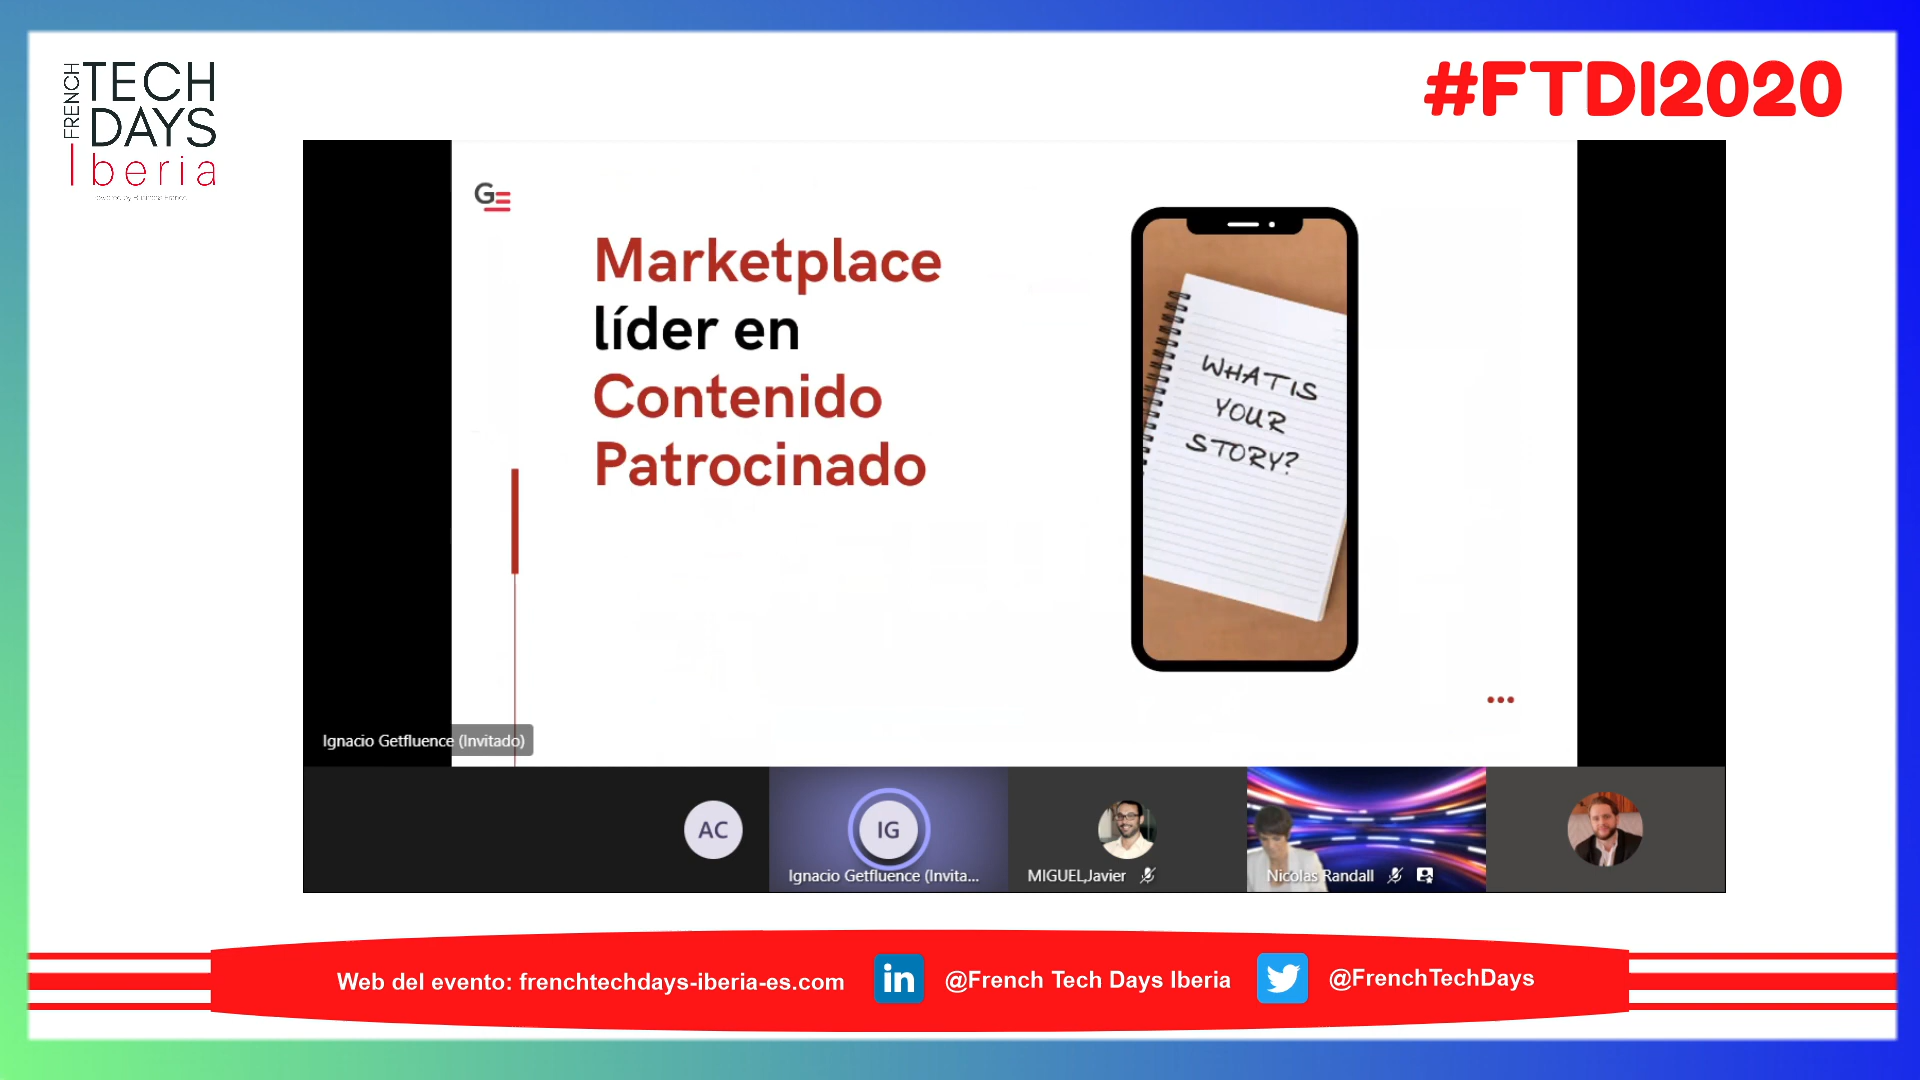 FRENCH
TECH
DAYS
Iberia
#FTDI2020
GE
Marketplace
líder en
Contenido
Patrocinado
WHAT IS
YOUR
STORY?
Ignacio Getfluence (Invitado)
AC
IG
Ignacio Getfluence (Invita...
MIGUEL,Javier
Nicolas Randall
Web del evento: frenchtechdays-iberia-es.com
in
@French Tech Days Iberia
@FrenchTechDays